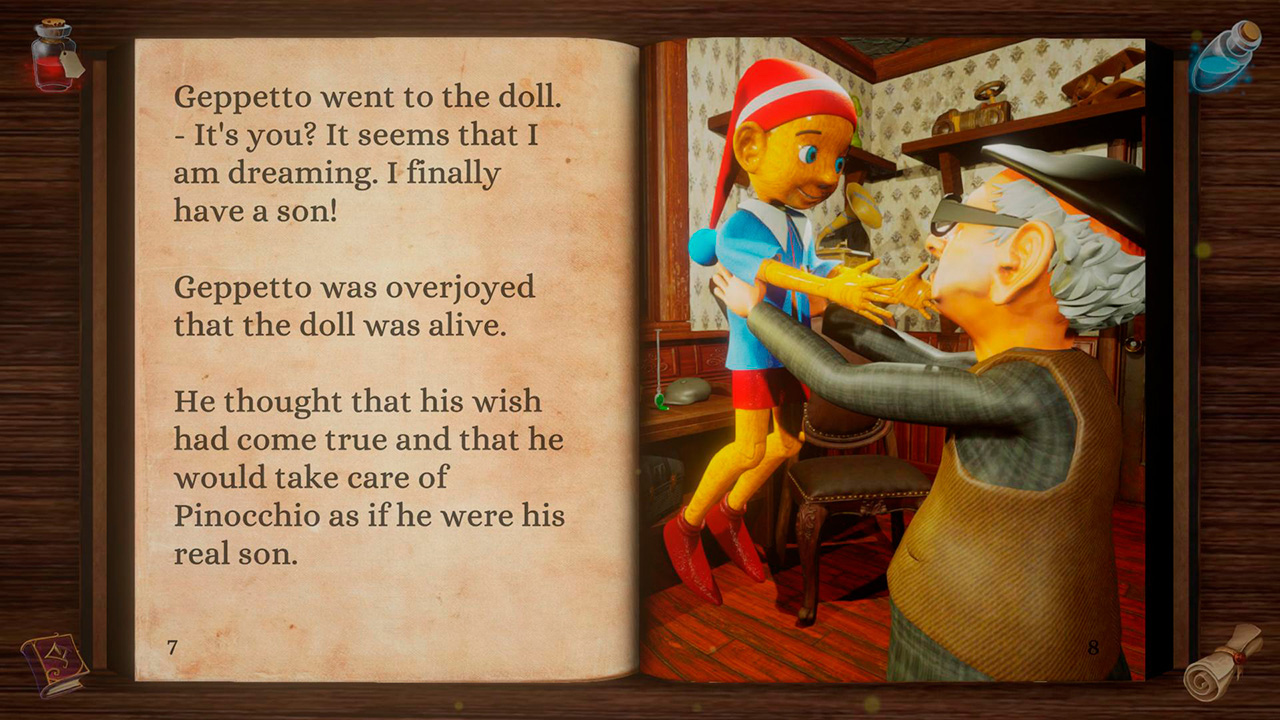 Geppetto went to the doll.
- It's you? It seems that I
am dreaming. I finally
have a son!
Geppetto was overjoyed
that the doll was alive.
He thought that his wish
had come true and that he
would take care of
Pinocchio as if he were his
real son.
7
8